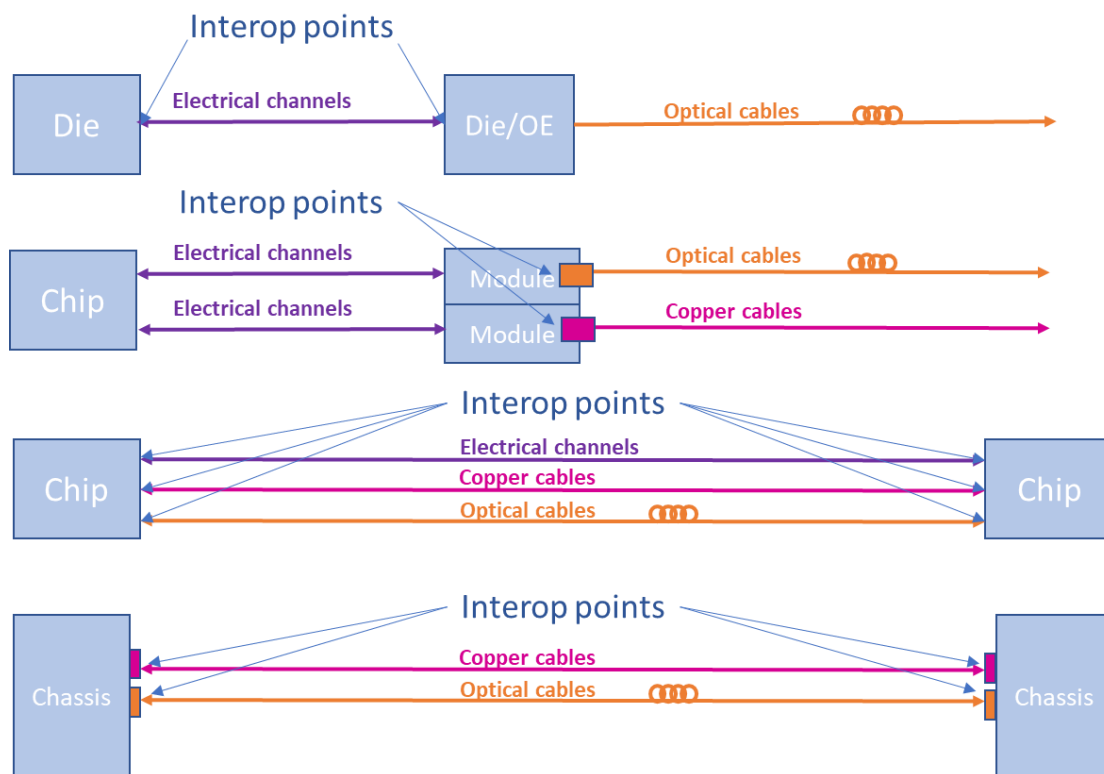 Interop points
Die
Electrical channels
Die/OE
Optical cables
Interop points
Chip
Electrical channels
Module
Optical cables
Electrical channels
Module
Copper cables
Interop points
Interop points
Chip
Electrical channels
Copper cables
Optical cables
Chip
Interop points
Chassis
Copper cables
Optical cables
Chassis